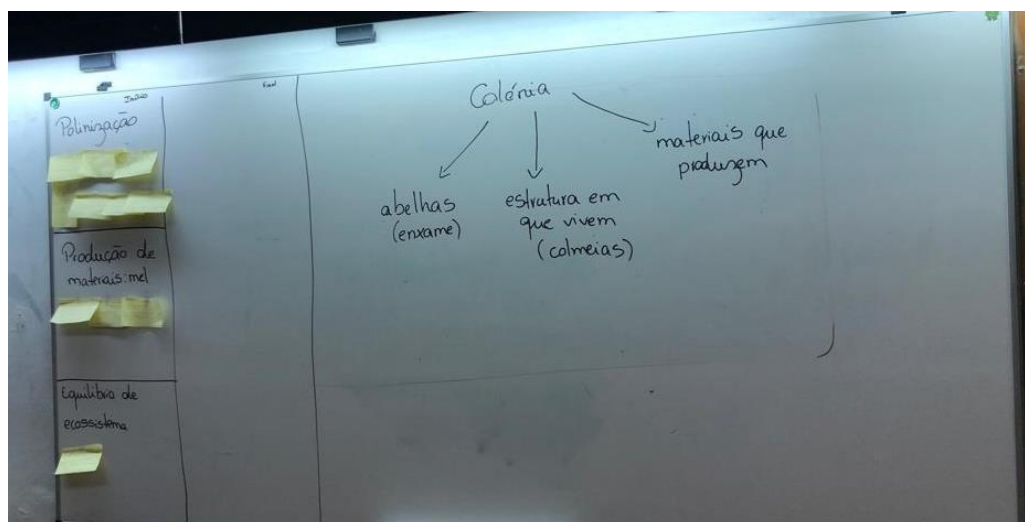 Início
Final
Polinização
Produção de
materiais: mel
Equilíbrio de
ecossistema
Colónia
abelhas
(enxame)
estrutura em
que vivem
(colmeias)
materiais que
produzem